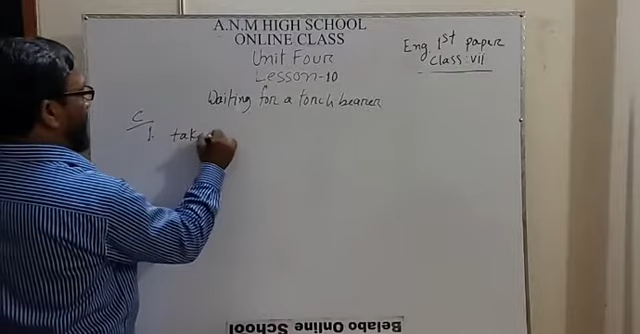 A.N.M HIGH SCHOOL
ONLINE CLASS
Unit Four
Lesson-10
Waiting for a torch bearer
Eng. 1st paper
Class: VII
C
1. take
Belabo Online School